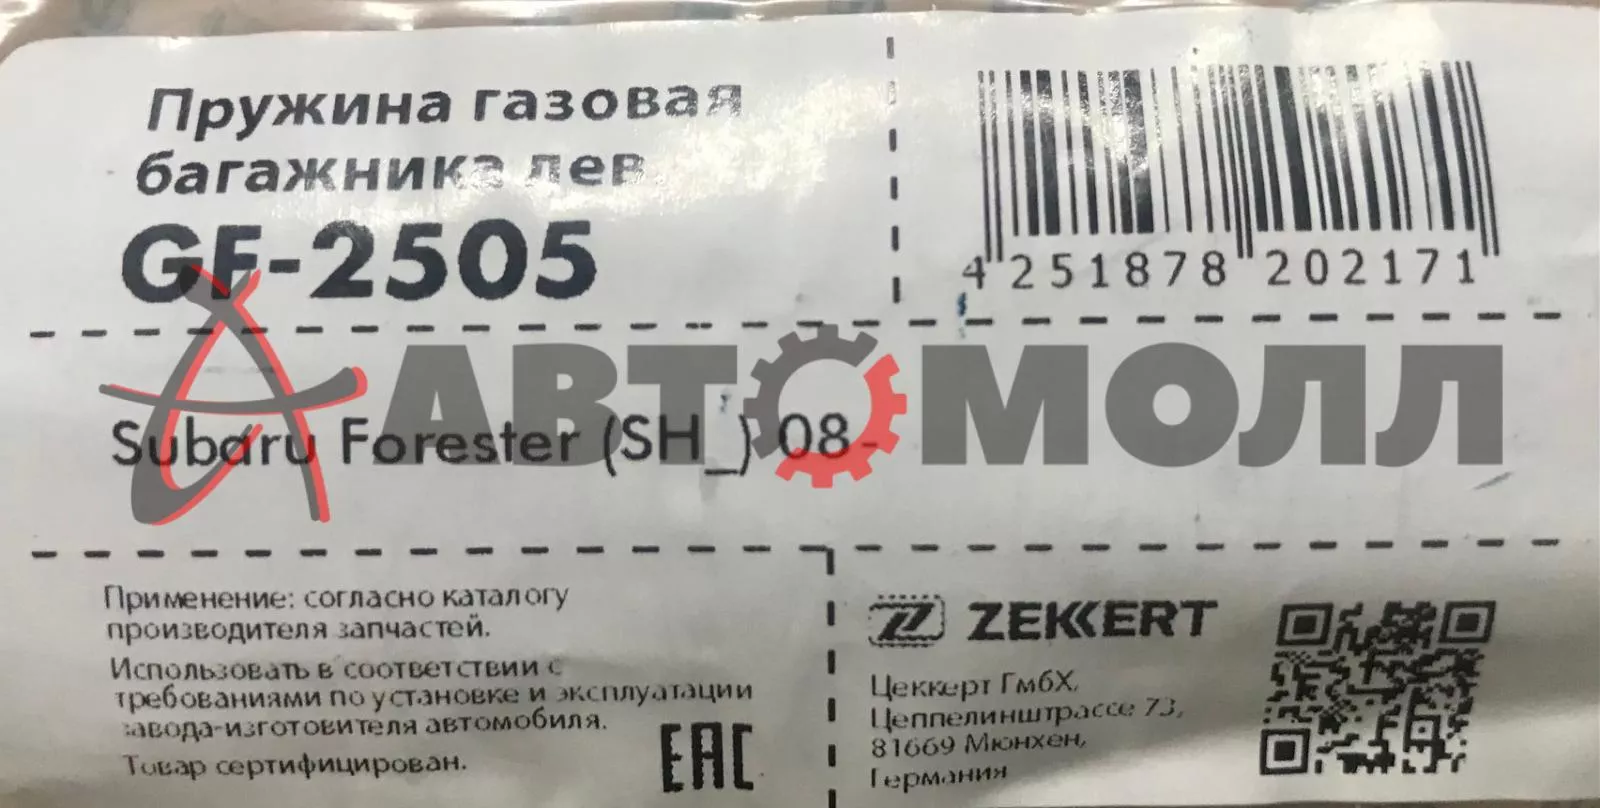 Пружина газовая
багажника лев.
GF-2505
4 251878 202171
АВТОМОЛЛ
Subaru Forester (SH_) 08-
Применение: согласно каталогу
производителя запчастей.
Использовать в соответствии с
требованиями по установке и эксплуатации
завода-изготовителя автомобиля.
Товар сертифицирован.
EAC
ZEKKERT
Цеккерт ГмбХ,
Цеппелинштрассе 73,
81669 Мюнхен,
Германия